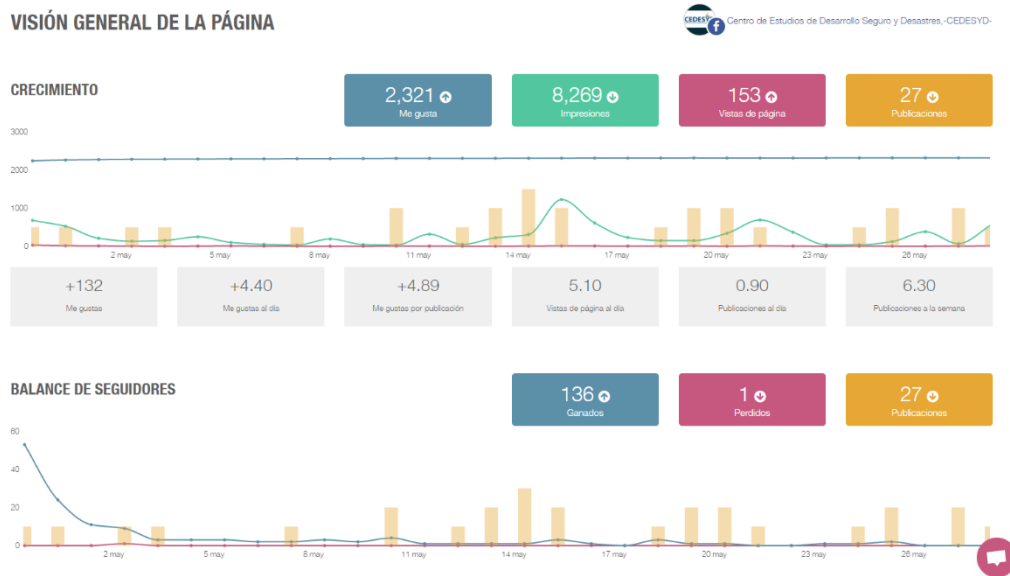 VISIÓN GENERAL DE LA PÁGINA
CEDESYD
Centro de Estudios de Desarrollo Seguro y Desastres,-CEDESYD-
CRECIMIENTO
2,321
Me gusta
8,269
Impresiones
153
Vistas de página
27
Publicaciones
3000
2000
1000
0
2 may 5 may 8 may 11 may 14 may 17 may 20 may 23 may 26 may
+132
Me gustas
+4.40
Me gustas al día
+4.89
Me gustas por publicación
5.10
Vistas de página al día
0.90
Publicaciones al día
6.30
Publicaciones a la semana
BALANCE DE SEGUIDORES
136
Ganados
1
Perdidos
27
Publicaciones
60
40
20
0
2 may 5 may 8 may 11 may 14 may 17 may 20 may 23 may 26 may